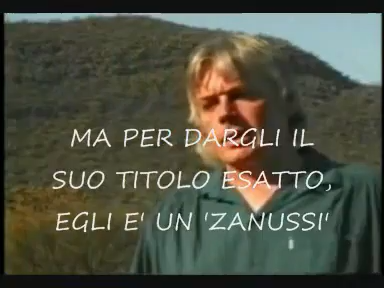 MA PER DARGLI IL
SUO TITOLO ESATTO,
EGLI E' UN 'ZANUSSI'